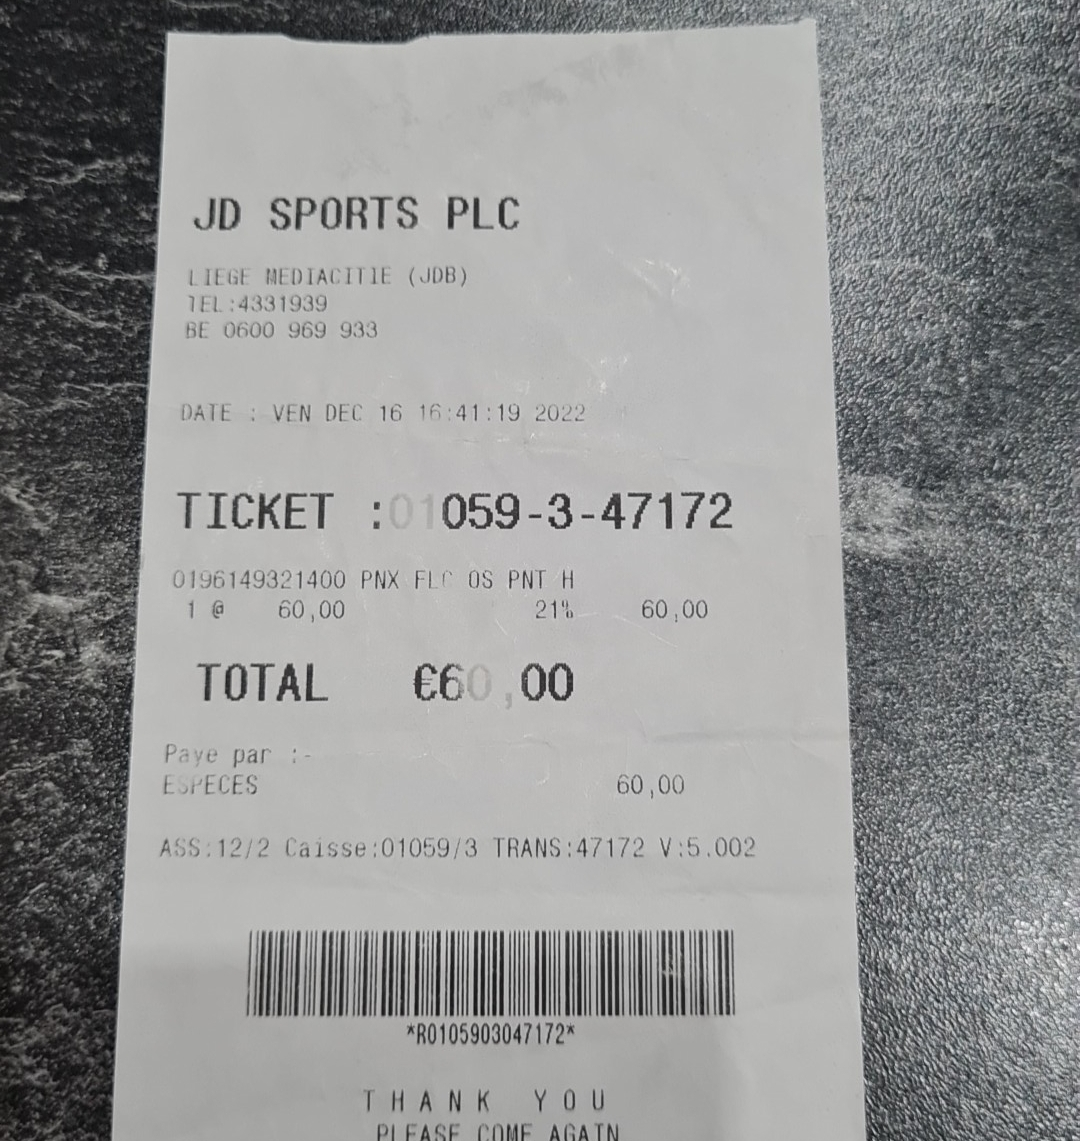 JD SPORTS PLC
LIEGE MEDIACITIE (JDB)
TEL:4331939
BE 0600 969 933
DATE : VEN DEC 16 16:41:19 2022
TICKET :01059-3-47172
0196149321400 PNX FLC OS PNT H
1 @ 60,00 21% 60,00
TOTAL €60,00
Paye par :-
ESPECES 60,00
ASS:12/2 Caisse:01059/3 TRANS:47172 V:5.002
*R0105903047172*
THANK YOU
PLEASE COME AGAIN